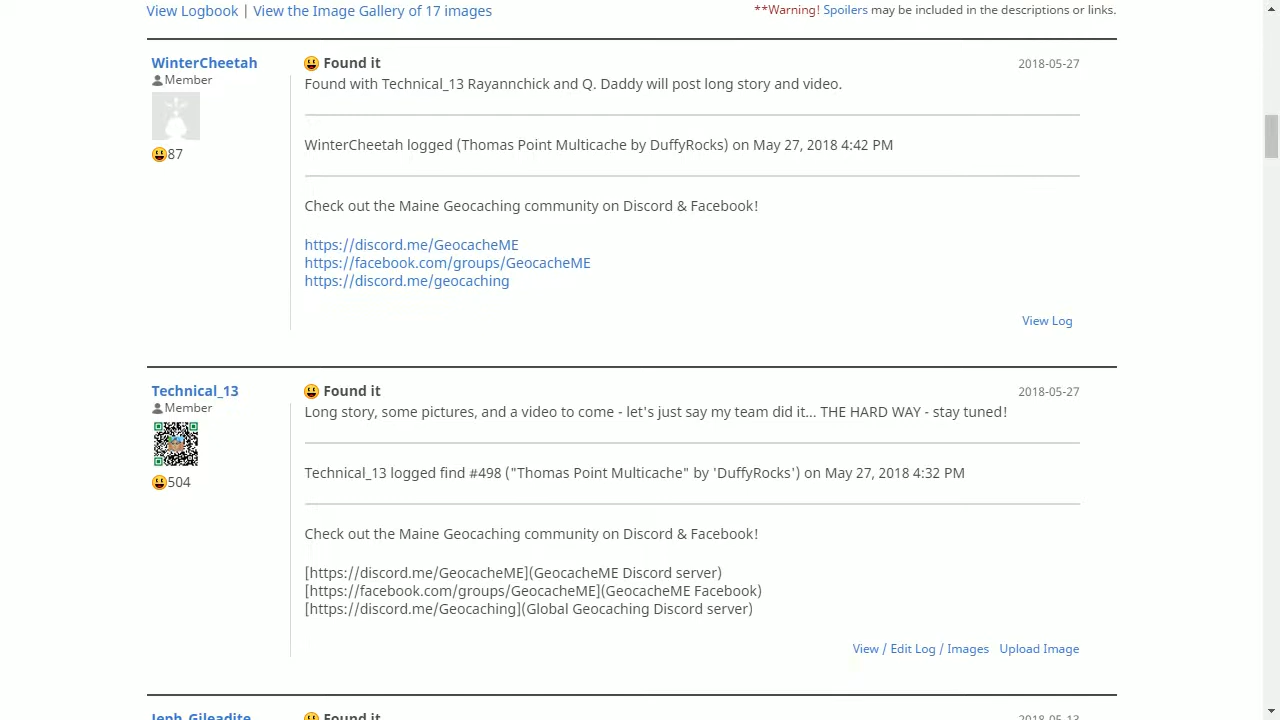 View Logbook | View the Image Gallery of 17 images
**Warning! Spoilers may be included in the descriptions or links.
WinterCheetah
Member
87
Found it
2018-05-27
Found with Technical_13 Rayannchick and Q. Daddy will post long story and video.
WinterCheetah logged (Thomas Point Multicache by DuffyRocks) on May 27, 2018 4:42 PM
Check out the Maine Geocaching community on Discord & Facebook!
https://discord.me/GeocacheME
https://facebook.com/groups/GeocacheME
https://discord.me/geocaching
View Log
Technical_13
Member
504
Found it
2018-05-27
Long story, some pictures, and a video to come - let's just say my team did it... THE HARD WAY - stay tuned!
Technical_13 logged find #498 ("Thomas Point Multicache" by 'DuffyRocks') on May 27, 2018 4:32 PM
Check out the Maine Geocaching community on Discord & Facebook!
[https://discord.me/GeocacheME](GeocacheME Discord server)
[https://facebook.com/groups/GeocacheME](GeocacheME Facebook)
[https://discord.me/Geocaching](Global Geocaching Discord server)
View / Edit Log / Images Upload Image
Jeph_Gileadite
Found it
2018-05-13